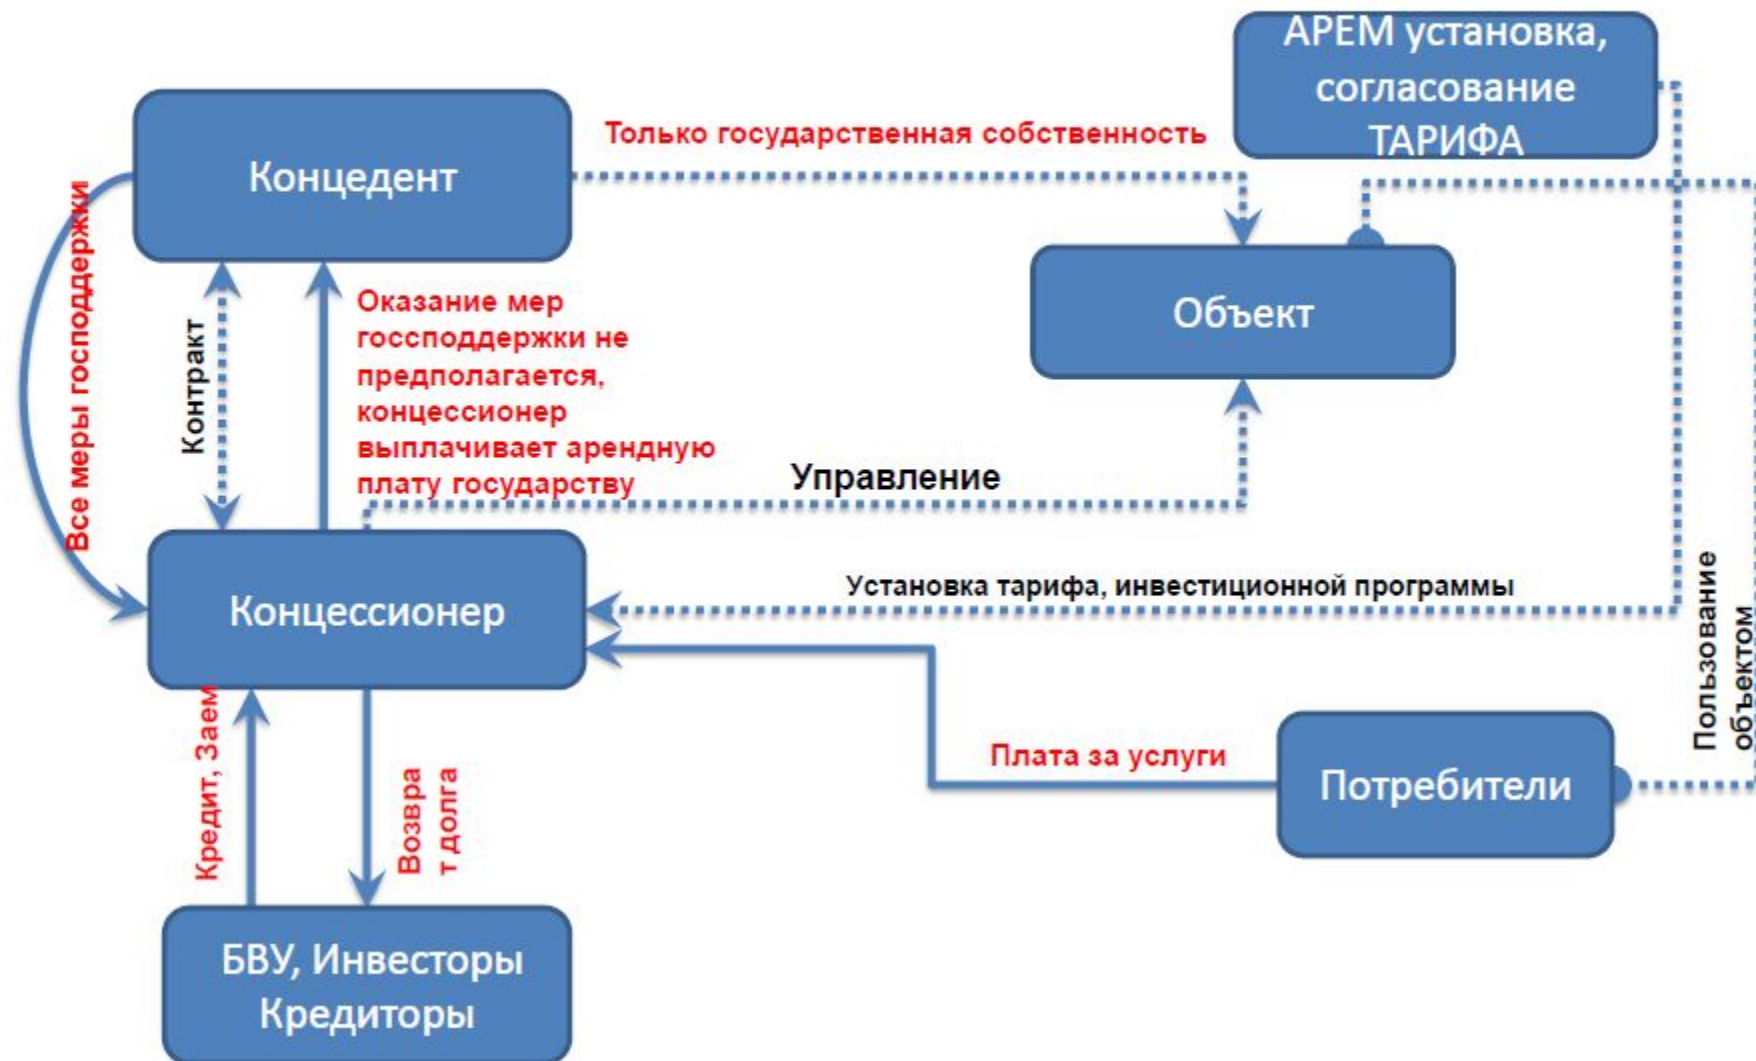 АРЕМ установка,
согласование
ТАРИФА
Концедент
Только государственная собственность
Объект
Все меры господдержки
Контракт
Оказание мер
госсподдержки не
предполагается,
концессионер
выплачивает арендную
плату государству
Управление
Концессионер
Установка тарифа, инвестиционной программы
Пользование
объектом
Кредит, Заем
Возвра
т долга
Плата за услуги
Потребители
БВУ, Инвесторы
Кредиторы